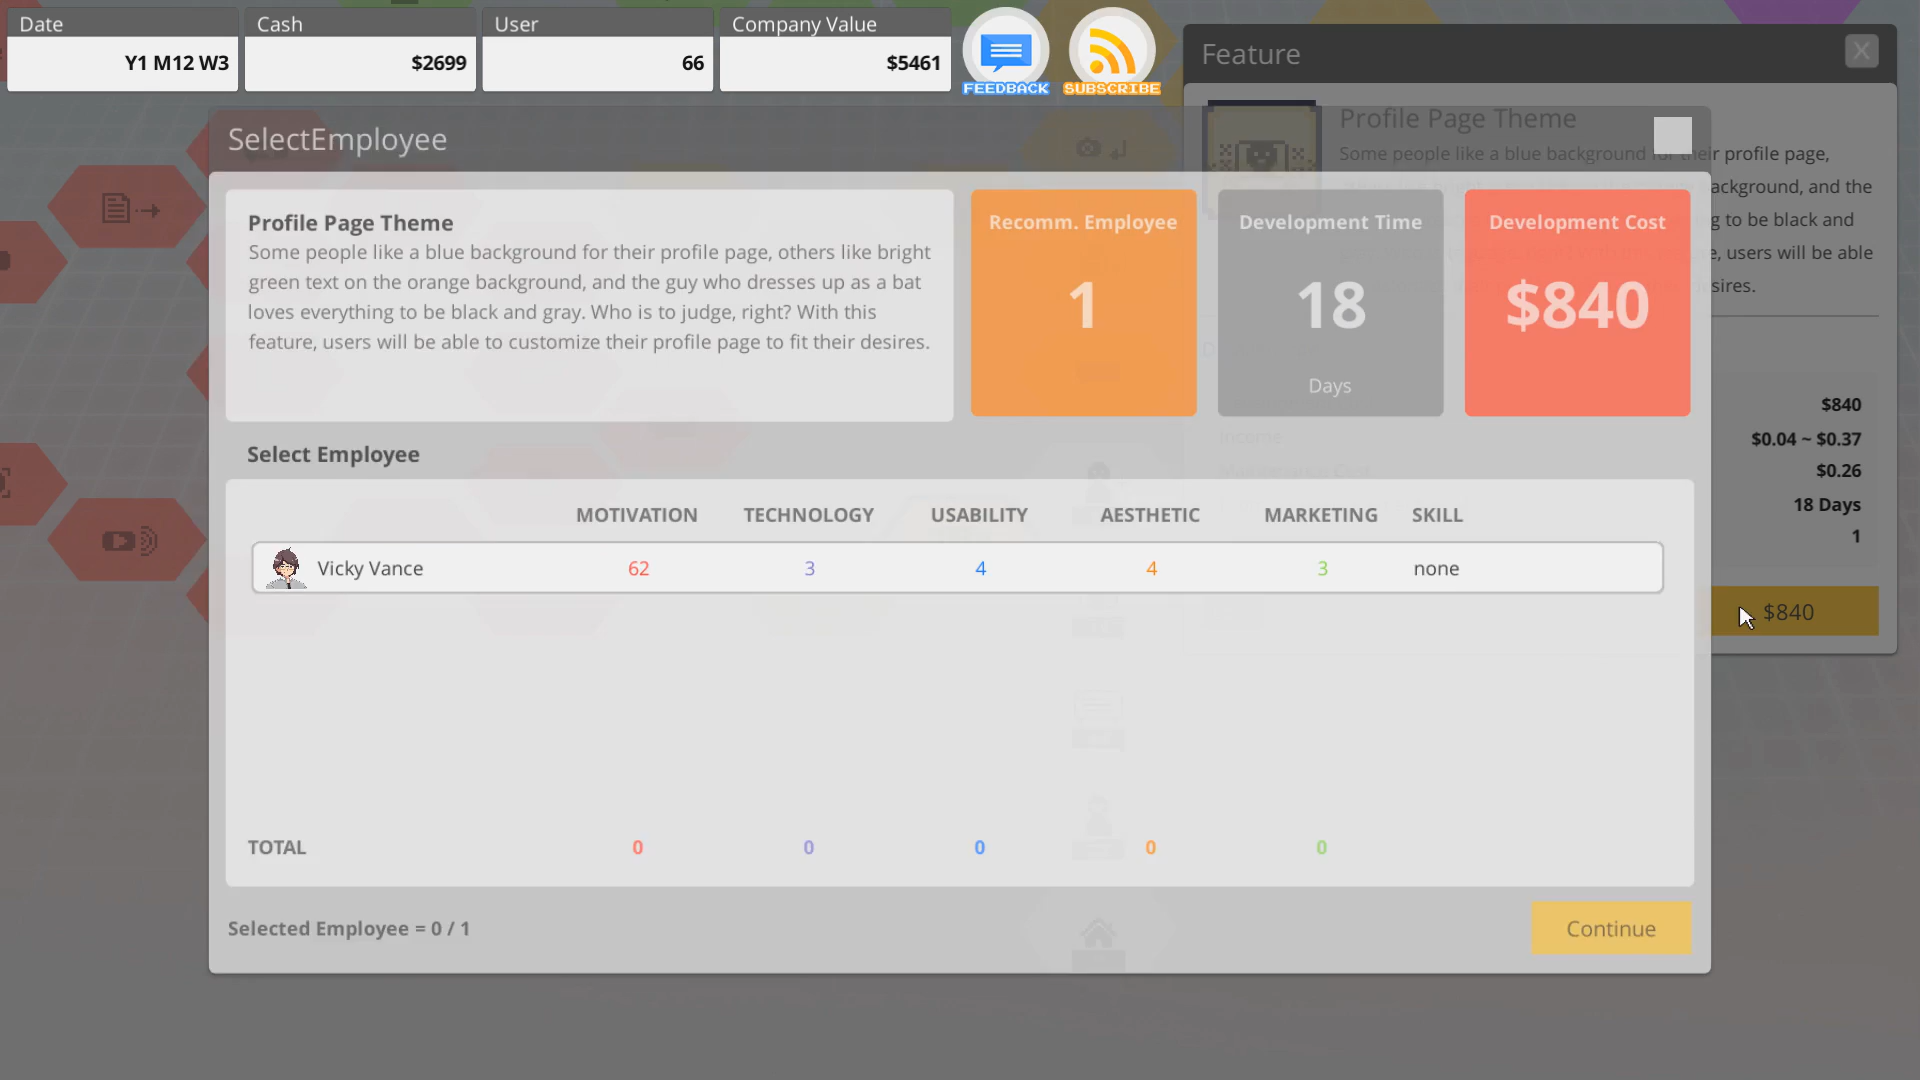 Date
Y1 M12 W3
Cash
$2699
User
66
Company Value
$5461
FEEDBACK
SUBSCRIBE
Feature
X
Profile Page Theme
Some people like a blue background for their profile page,
ackground, and the
g to be black and
, users will be able
sires.
$840
$0.04 ~ $0.37
$0.26
18 Days
1
$840
SelectEmployee
Profile Page Theme
Some people like a blue background for their profile page, others like bright
green text on the orange background, and the guy who dresses up as a bat
loves everything to be black and gray. Who is to judge, right? With this
feature, users will be able to customize their profile page to fit their desires.
Recomm. Employee
1
Development Time
18
Days
Development Cost
$840
Select Employee
MOTIVATION TECHNOLOGY USABILITY AESTHETIC MARKETING SKILL
Vicky Vance 62 3 4 4 3 none
TOTAL 0 0 0 0 0
Selected Employee = 0 / 1
Continue